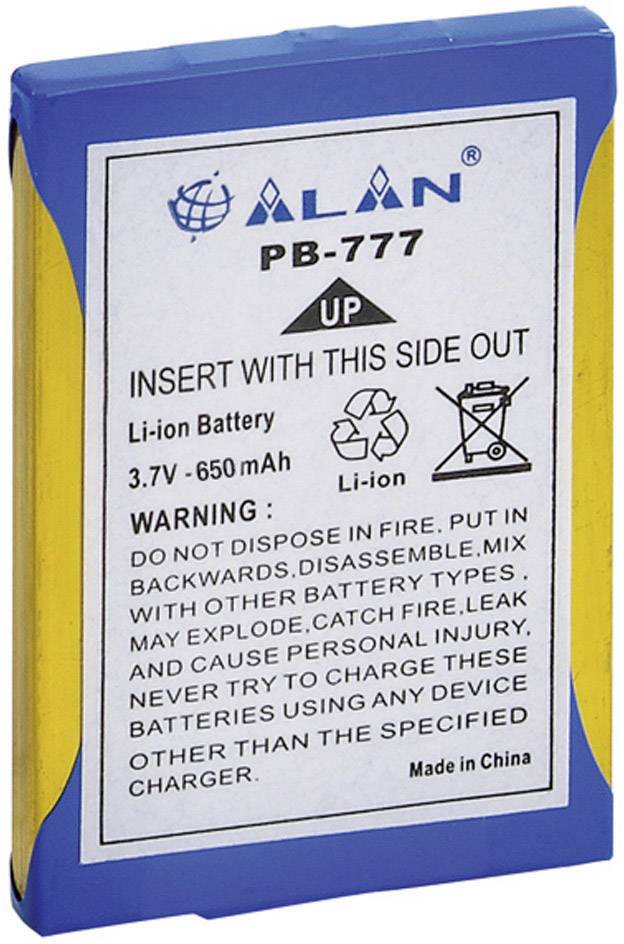 ALAN®
PB-777
UP
INSERT WITH THIS SIDE OUT
Li-ion Battery
3.7V - 650 mAh
Li-ion
WARNING :
DO NOT DISPOSE IN FIRE, PUT IN
BACKWARDS,DISASSEMBLE,MIX
WITH OTHER BATTERY TYPES ,
MAY EXPLODE,CATCH FIRE,LEAK
AND CAUSE PERSONAL INJURY,
NEVER TRY TO CHARGE THESE
BATTERIES USING ANY DEVICE
OTHER THAN THE SPECIFIED
CHARGER.
Made in China